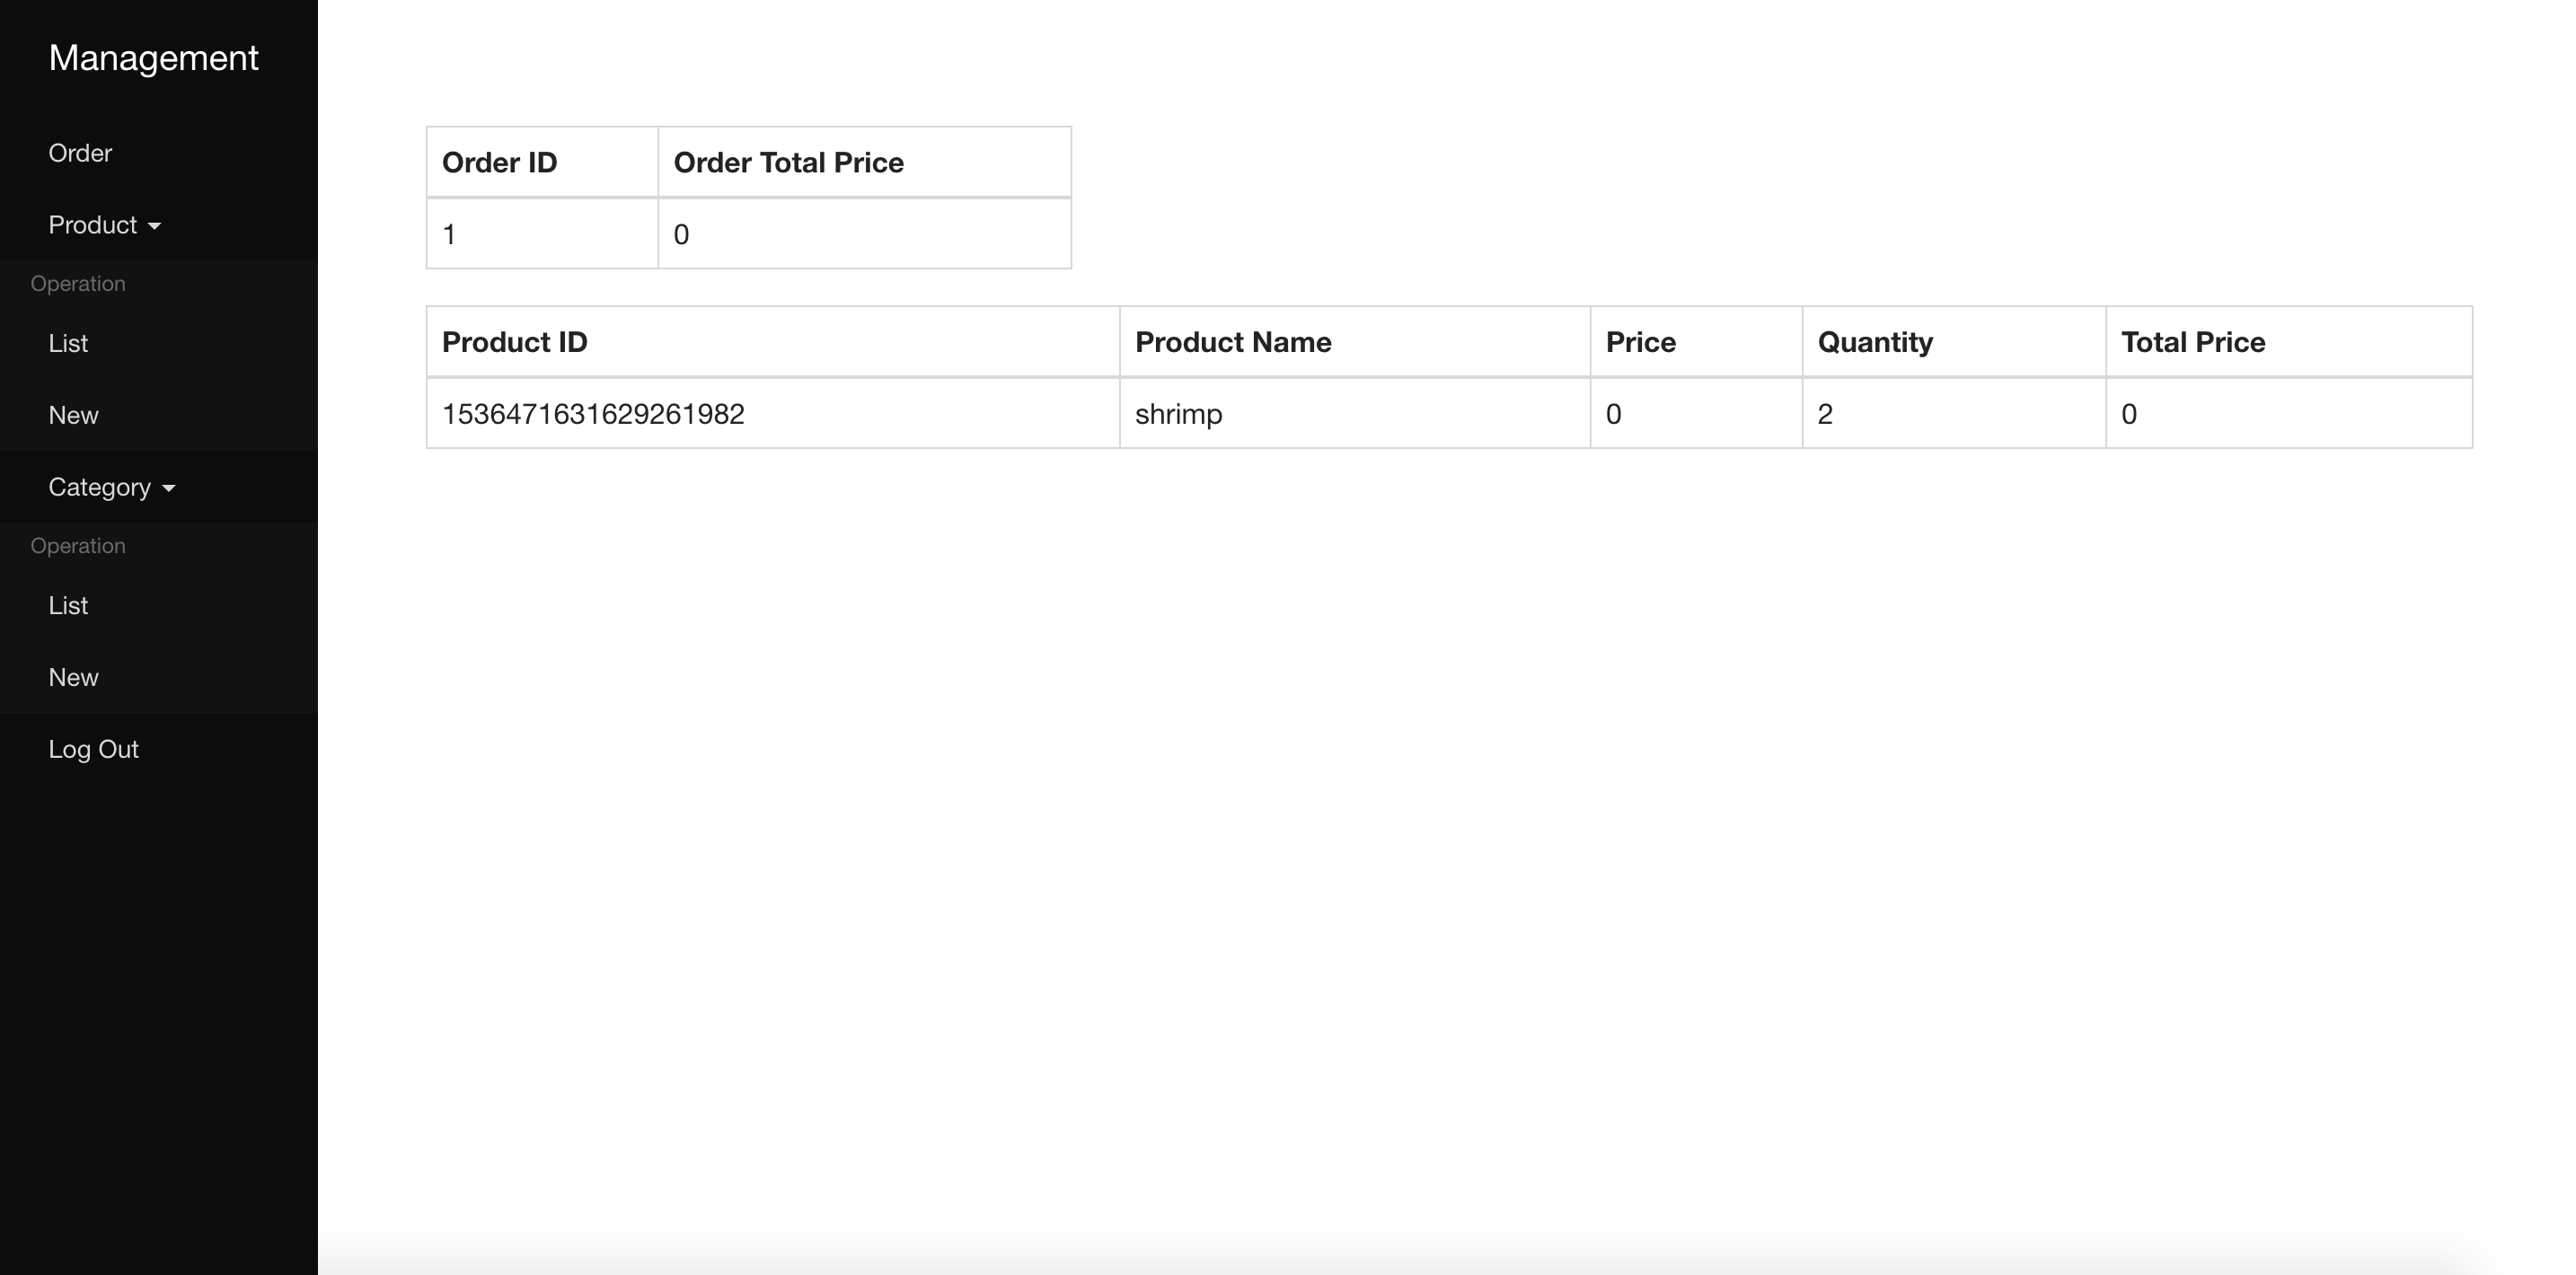 Management
Order
Product
Operation
List
New
Category
Operation
List
New
Log Out
Order ID Order Total Price
1 0
Product ID Product Name Price Quantity Total Price
1536471631629261982 shrimp 0 2 0